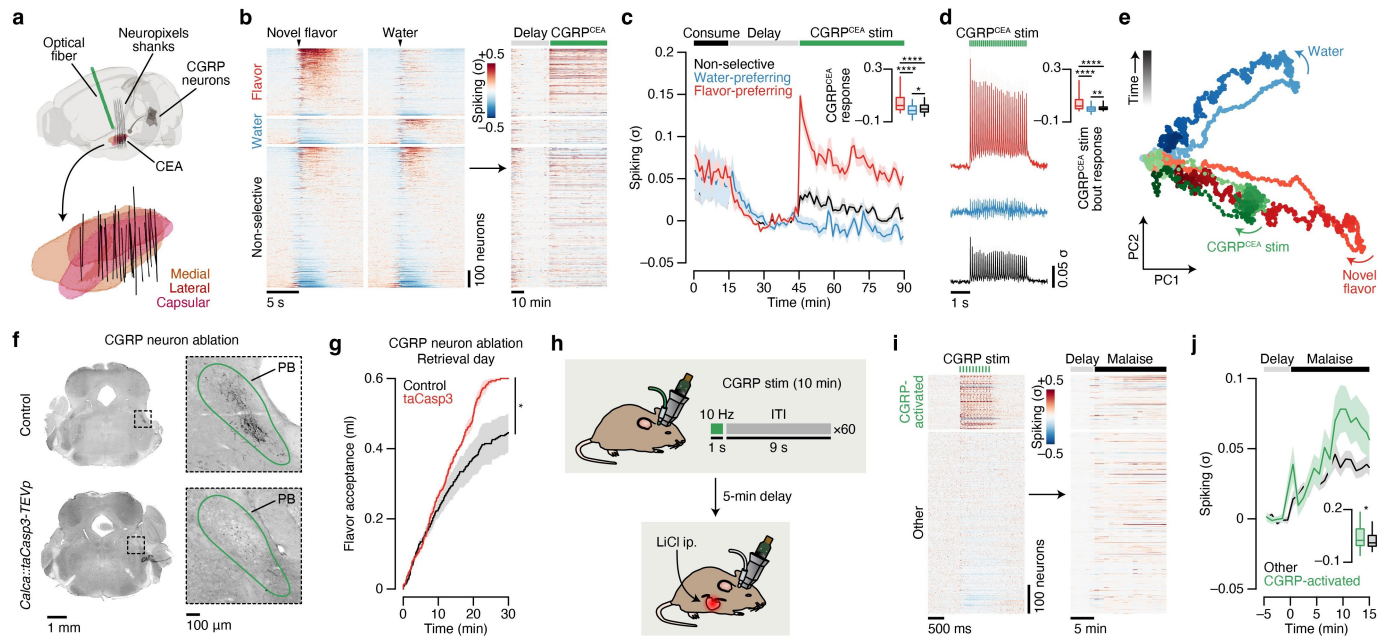 a
Optical
fiber
Neuropixels
shanks
CGRP
neurons
CEA
Medial
Lateral
Capsular
b
Novel flavor
Water
Delay
CGRPCEA
Flavor
Water
Non-selective
+0.5
Spiking (σ)
−0.5
100 neurons
5 s
10 min
c
Consume
Delay
CGRPCEA stim
0.2
0.15
0.1
0.05
0
−0.05
Spiking (σ)
Non-selective
Water-preferring
Flavor-preferring
CGRPCEA
response
0.3
−0.1
****
****
*
0
15
30
45
60
75
90
Time (min)
d
CGRPCEA stim
0.3
−0.1
****
****
**
CGRPCEA stim
bout response
0.05 σ
1 s
e
Time
Water
CGRPCEA stim
Novel
flavor
PC2
PC1
f
CGRP neuron ablation
Control
PB
Calca::taCasp3-TEVp
PB
1 mm
100 μm
g
CGRP neuron ablation
Retrieval day
Control
taCasp3
*
0.6
0.4
0.2
0
Flavor acceptance (ml)
0
10
20
30
Time (min)
h
CGRP stim (10 min)
10 Hz
ITI
×60
1 s
9 s
5-min delay
LiCl ip.
i
CGRP stim
Delay
Malaise
CGRP-
activated
Other
+0.5
Spiking (σ)
−0.5
100 neurons
500 ms
5 min
j
Delay
Malaise
0.1
0.05
0
−0.05
Spiking (σ)
0.2
−0.1
*
Other
CGRP-activated
−5
0
5
10
15
Time (min)